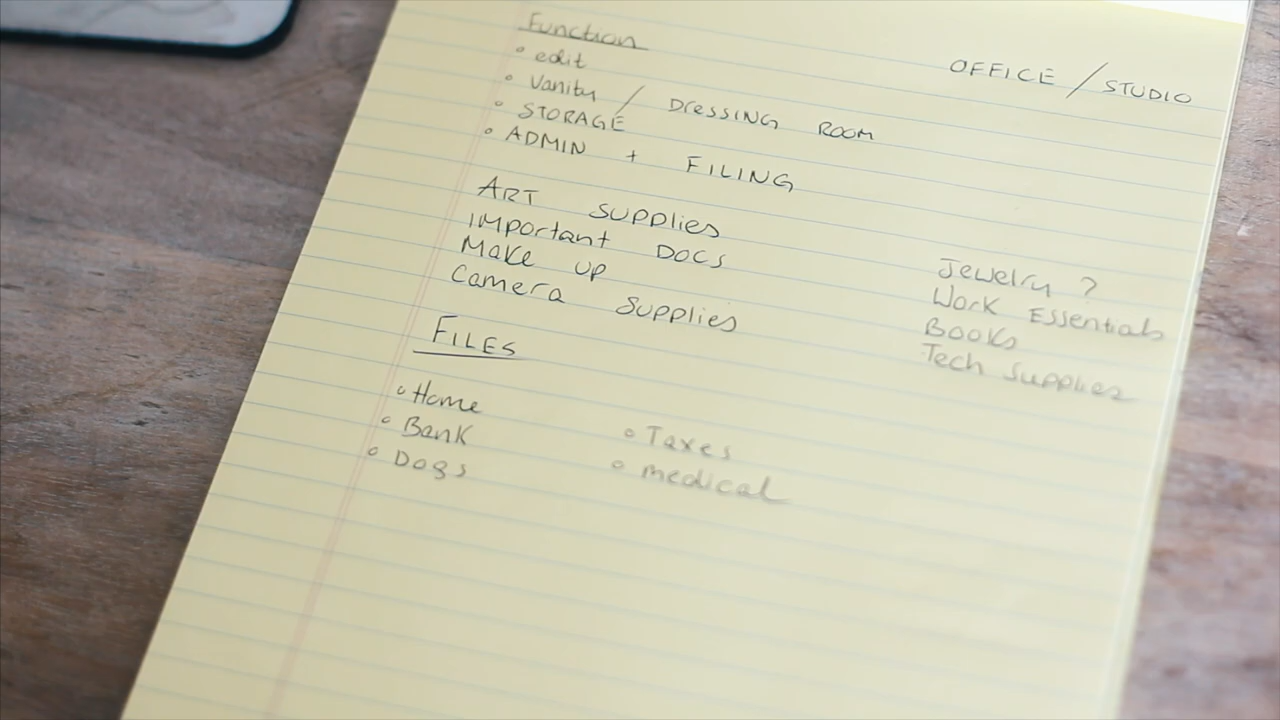 Function
OFFICE / STUDIO
• edit
• Vanity / DRESSING ROOM
• STORAGE
• ADMIN + FILING
ART SUPPLIES
IMPORTANT DOCS
Make UP
Camera Supplies
Jewelry ?
Work Essentials
Books
Tech Supplies
FILES
• Home
• Bank
• Dogs
• Taxes
• medical